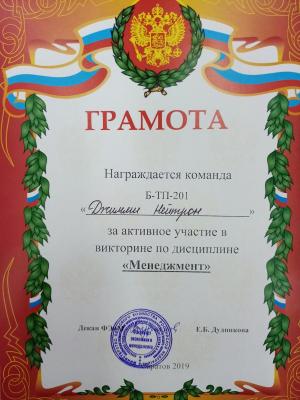 ГРАМОТА
Награждается команда
Б-ТП-201
«Джимми Нейтрон»
за активное участие в
викторине по дисциплине
«Менеджмент»
Декан Е.Б. Дудникова
Саратов 2019